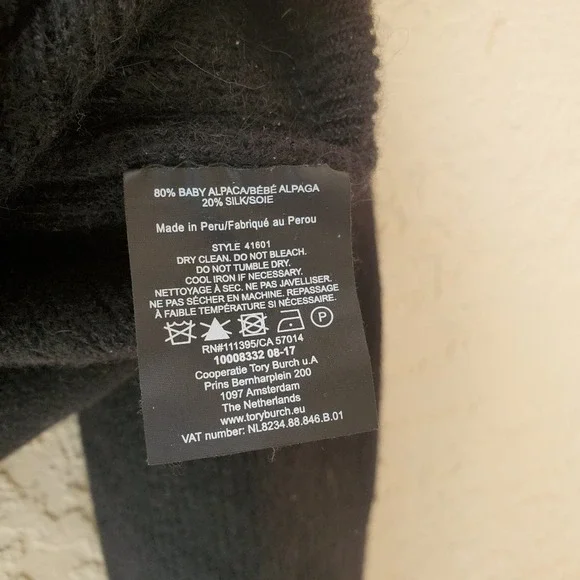 80% BABY ALPACA/BÉBÉ ALPAGA
20% SILK/SOIE
Made in Peru/Fabriqué au Perou
STYLE 41601
DRY CLEAN. DO NOT BLEACH.
DO NOT TUMBLE DRY.
COOL IRON IF NECESSARY.
NETTOYAGE À SEC. NE PAS JAVELLISER.
NE PAS SÉCHER EN MACHINE. REPASSAGE
À FAIBLE TEMPÉRATURE SI NÉCESSAIRE.
P
RN#111395/CA 57014
10008332 08-17
Cooperatie Tory Burch u.A
Prins Bernharplein 200
1097 Amsterdam
The Netherlands
www.toryburch.com
VAT number: NL8234.88.846.B.01